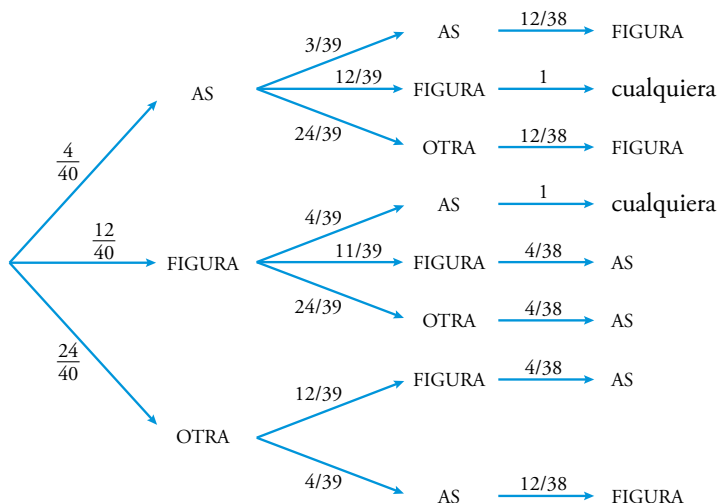 3/39 AS 12/38 FIGURA
AS 12/39 FIGURA 1 cualquiera
24/39 OTRA 12/38 FIGURA
4/40
4/39 AS 1 cualquiera
12/40 FIGURA 11/39 FIGURA 4/38 AS
24/39 OTRA 4/38 AS
24/40
12/39 FIGURA 4/38 AS
OTRA
4/39 AS 12/38 FIGURA